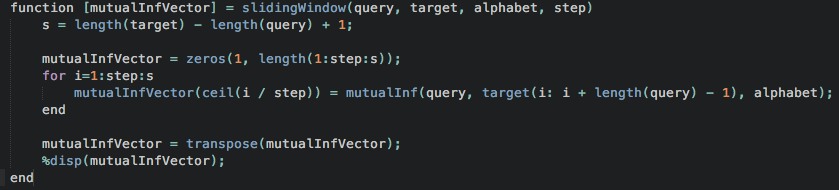 function [mutualInfVector] = slidingWindow(query, target, alphabet, step)
    s = length(target) - length(query) + 1;

    mutualInfVector = zeros(1, length(1:step:s));
    for i=1:step:s
        mutualInfVector(ceil(i / step)) = mutualInf(query, target(i: i + length(query) - 1), alphabet);
    end

    mutualInfVector = transpose(mutualInfVector);
    %disp(mutualInfVector);
end